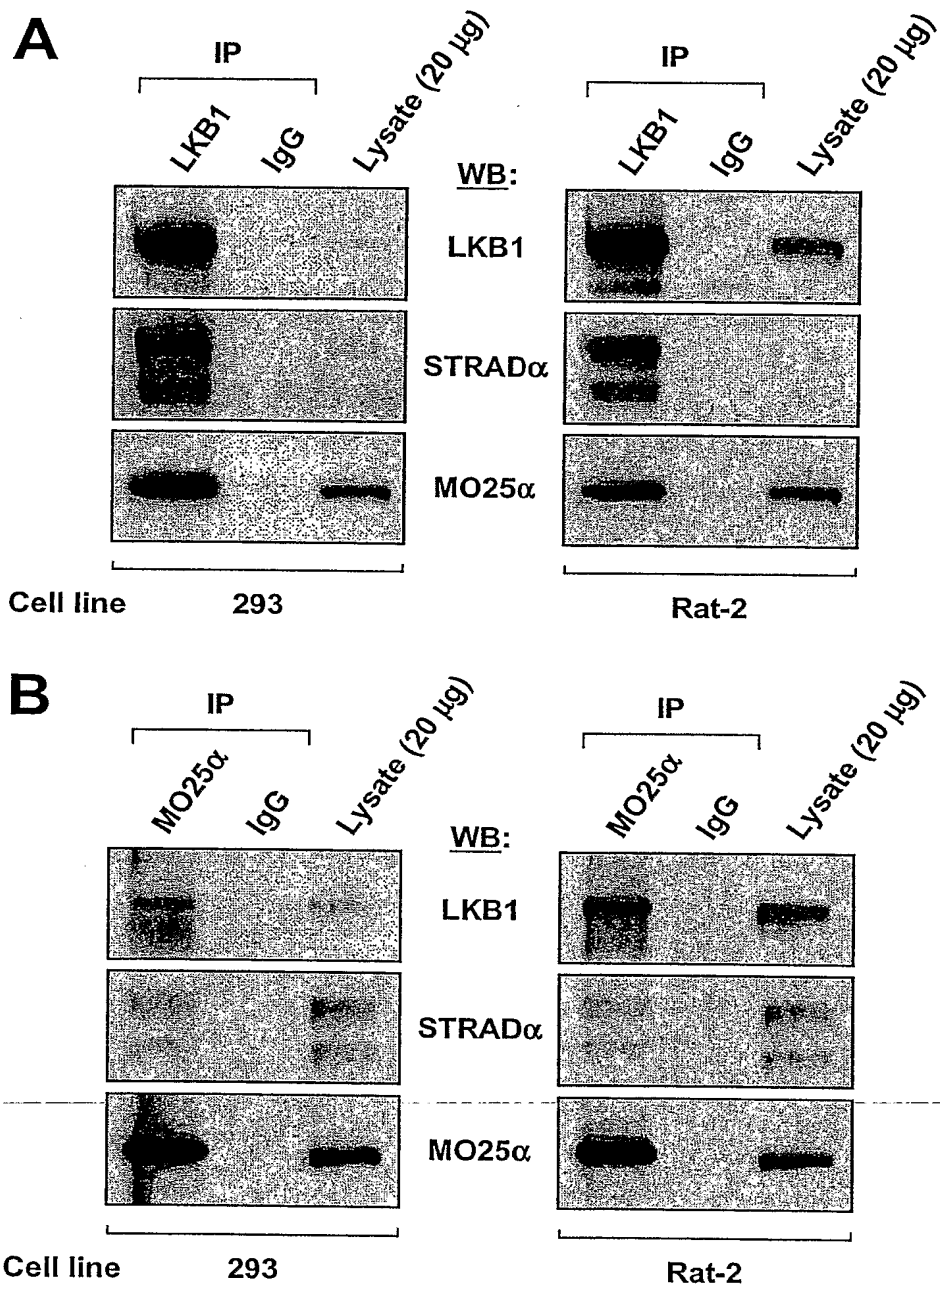 A
IP
IP
LKB1
IgG
Lysate (20 µg)
LKB1
IgG
Lysate (20 µg)
WB:
LKB1
STRADα
MO25α
Cell line
293
Rat-2
B
IP
IP
MO25α
IgG
Lysate (20 µg)
MO25α
IgG
Lysate (20 µg)
WB:
LKB1
STRADα
MO25α
Cell line
293
Rat-2